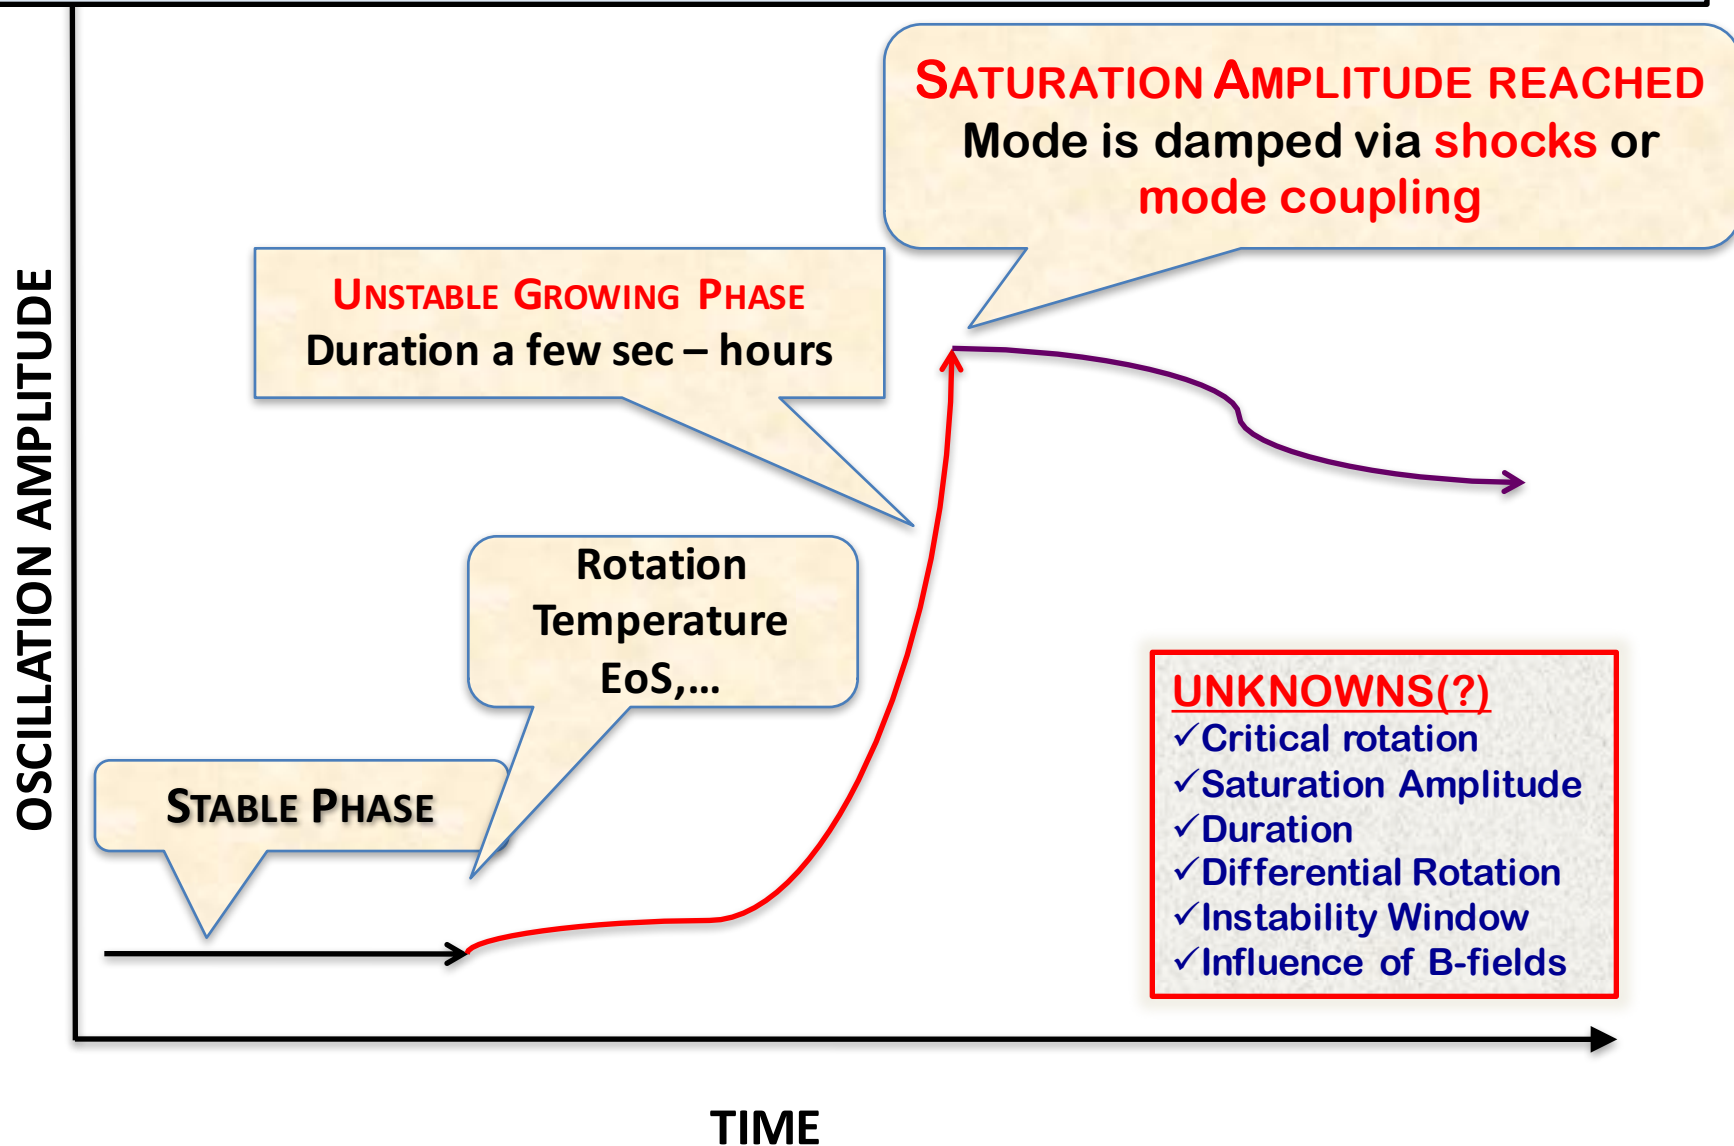 SATURATION AMPLITUDE REACHED
Mode is damped via shocks or
mode coupling
UNSTABLE GROWING PHASE
Duration a few sec – hours
OSCILLATION AMPLITUDE
Rotation
Temperature
EoS,...
STABLE PHASE
UNKNOWNS(?)
✓Critical rotation
✓Saturation Amplitude
✓Duration
✓Differential Rotation
✓Instability Window
✓Influence of B-fields
TIME